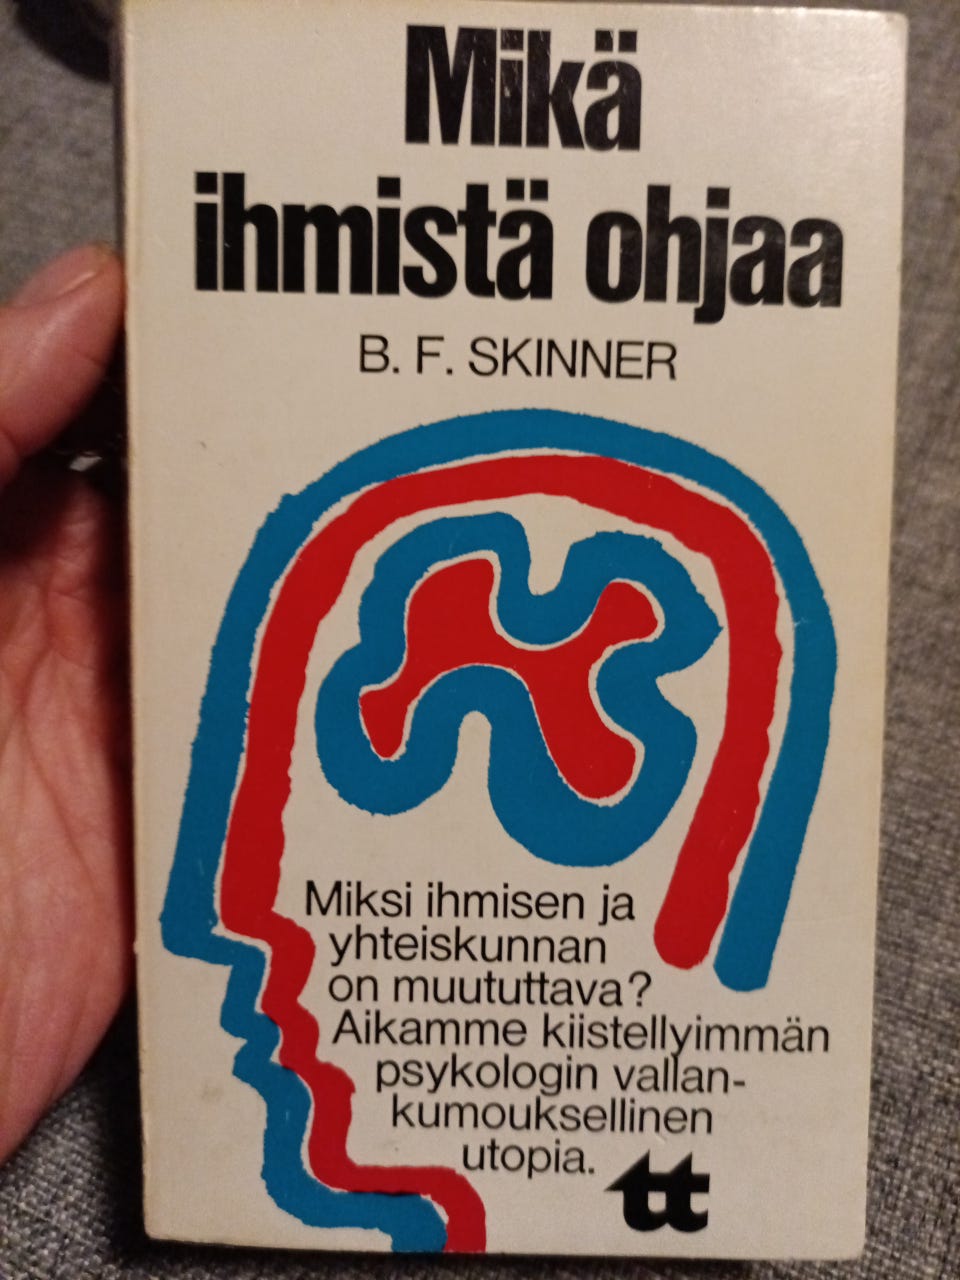 Mikä
ihmistä ohjaa
B. F. SKINNER
Miksi ihmisen ja
yhteiskunnan
on muututtava?
Aikamme kiistellyimmän
psykologin vallan-
kumouksellinen
utopia.
tt